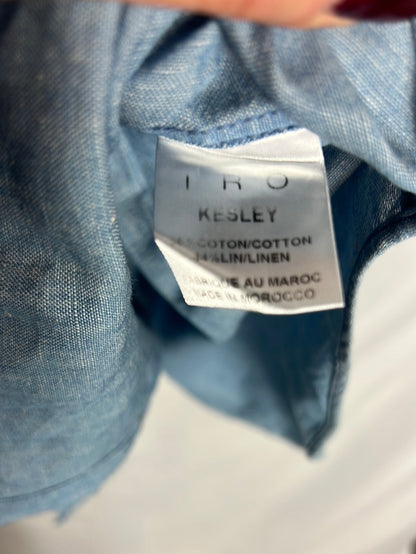 IRO
KESLEY
COTON/COTTON
LIN/LINEN
FABRIQUE AU MAROC
MADE IN MOROCCO